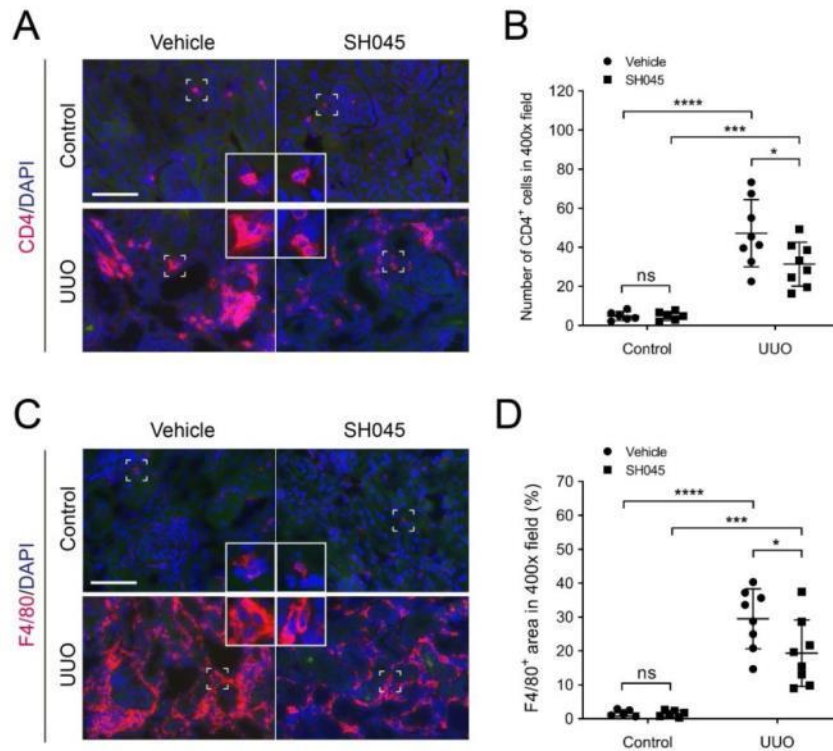 A
Vehicle
SH045
CD4/DAPI
Control
UUO
B
Vehicle
SH045
Number of CD4+ cells in 400x field
120
100
80
60
40
20
0
****
***
*
ns
Control
UUO
C
Vehicle
SH045
F4/80/DAPI
Control
UUO
D
Vehicle
SH045
F4/80+ area in 400x field (%)
70
60
50
40
30
20
10
0
****
***
*
ns
Control
UUO